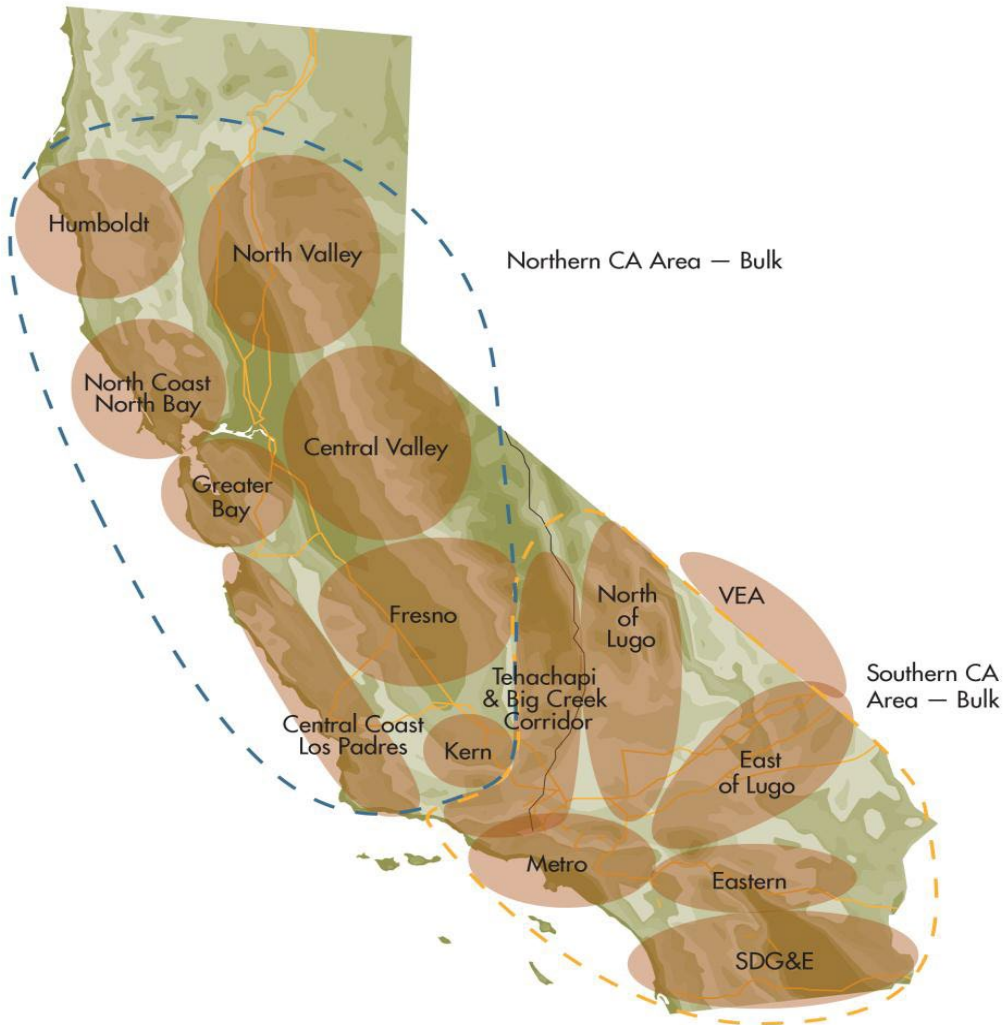 Humboldt
North Valley
Northern CA Area — Bulk
North Coast
North Bay
Central Valley
Greater
Bay
Fresno
North
of
Lugo
VEA
Tehachapi
& Big Creek
Corridor
Southern CA
Area — Bulk
Central Coast
Los Padres
Kern
East
of Lugo
Metro
Eastern
SDG&E